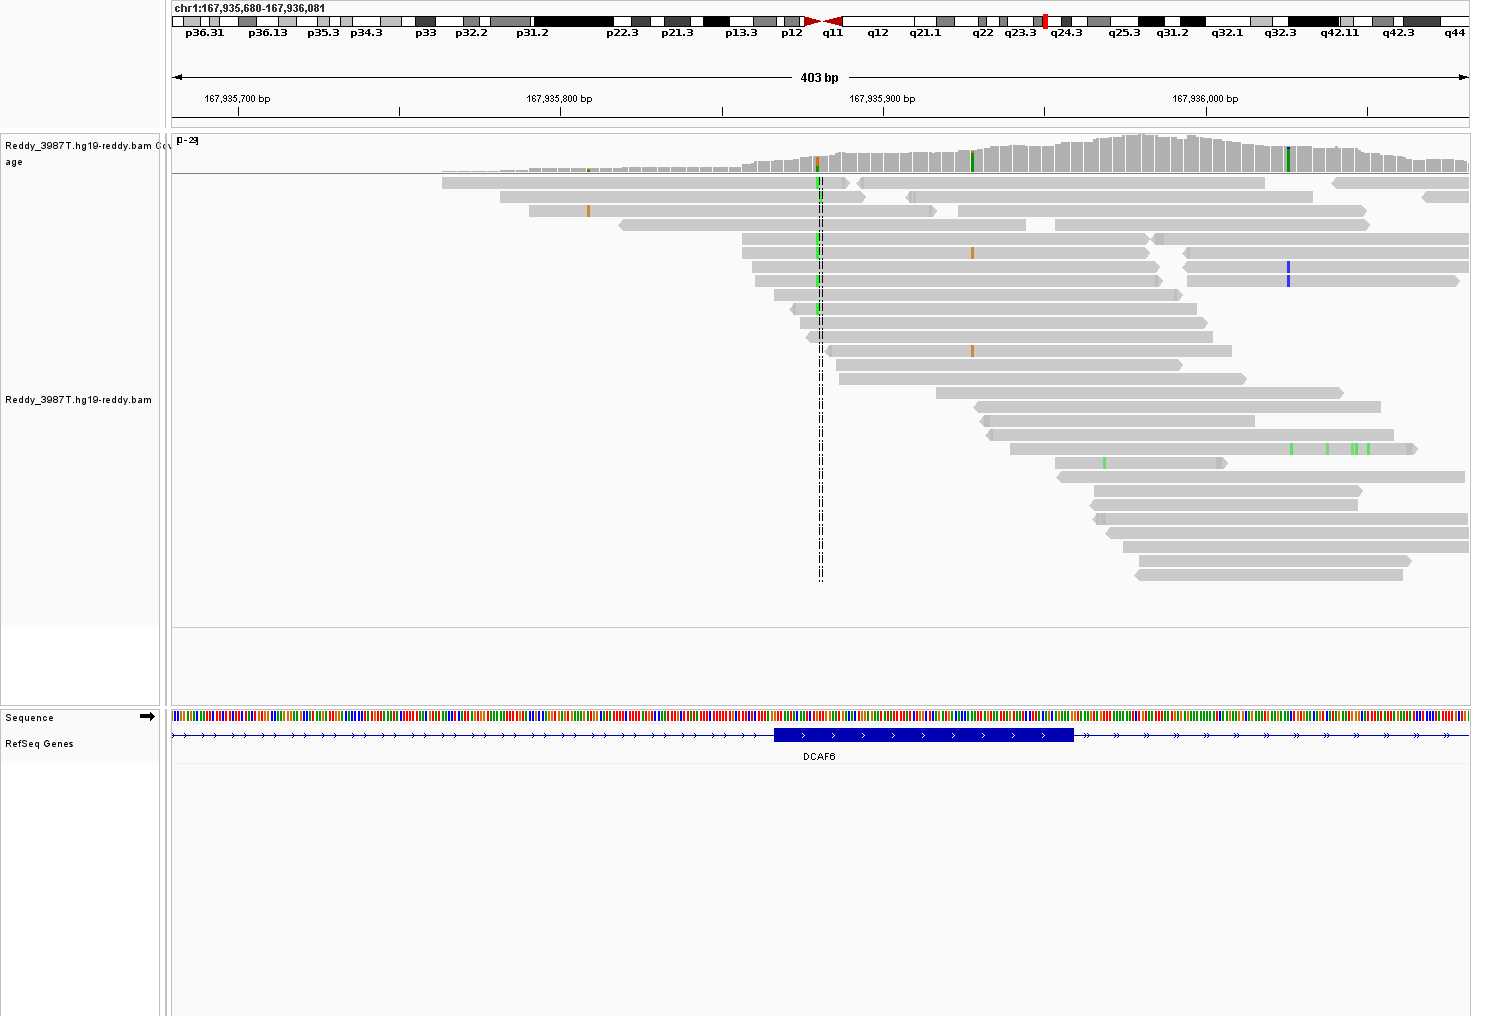 chr1:167,935,680-167,936,081
p36.31 p36.13 p35.3 p34.3 p33 p32.2 p31.2 p22.3 p21.3 p13.3 p12 q11 q12 q21.1 q22 q23.3 q24.3 q25.3 q31.2 q32.1 q32.3 q42.11 q42.3 q44
403 bp
167,935,700 bp 167,935,800 bp 167,935,900 bp 167,936,000 bp
[0-29]
Reddy_3987T.hg19-reddy.bam Cov
age
Reddy_3987T.hg19-reddy.bam
Sequence
RefSeq Genes
DCAF6